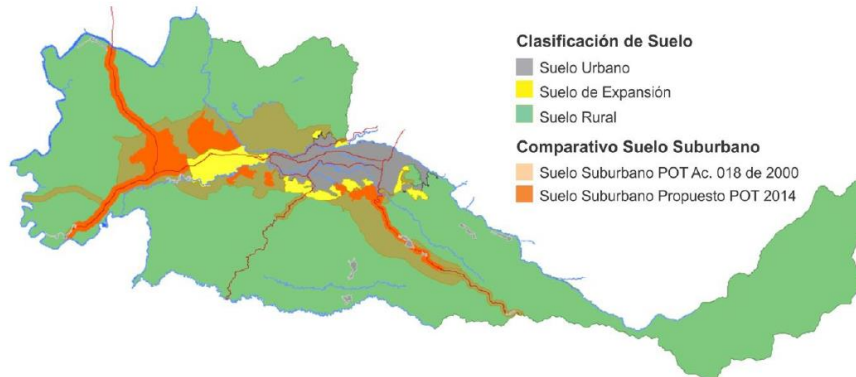 Clasificación de Suelo
Suelo Urbano
Suelo de Expansión
Suelo Rural
Comparativo Suelo Suburbano
Suelo Suburbano POT Ac. 018 de 2000
Suelo Suburbano Propuesto POT 2014